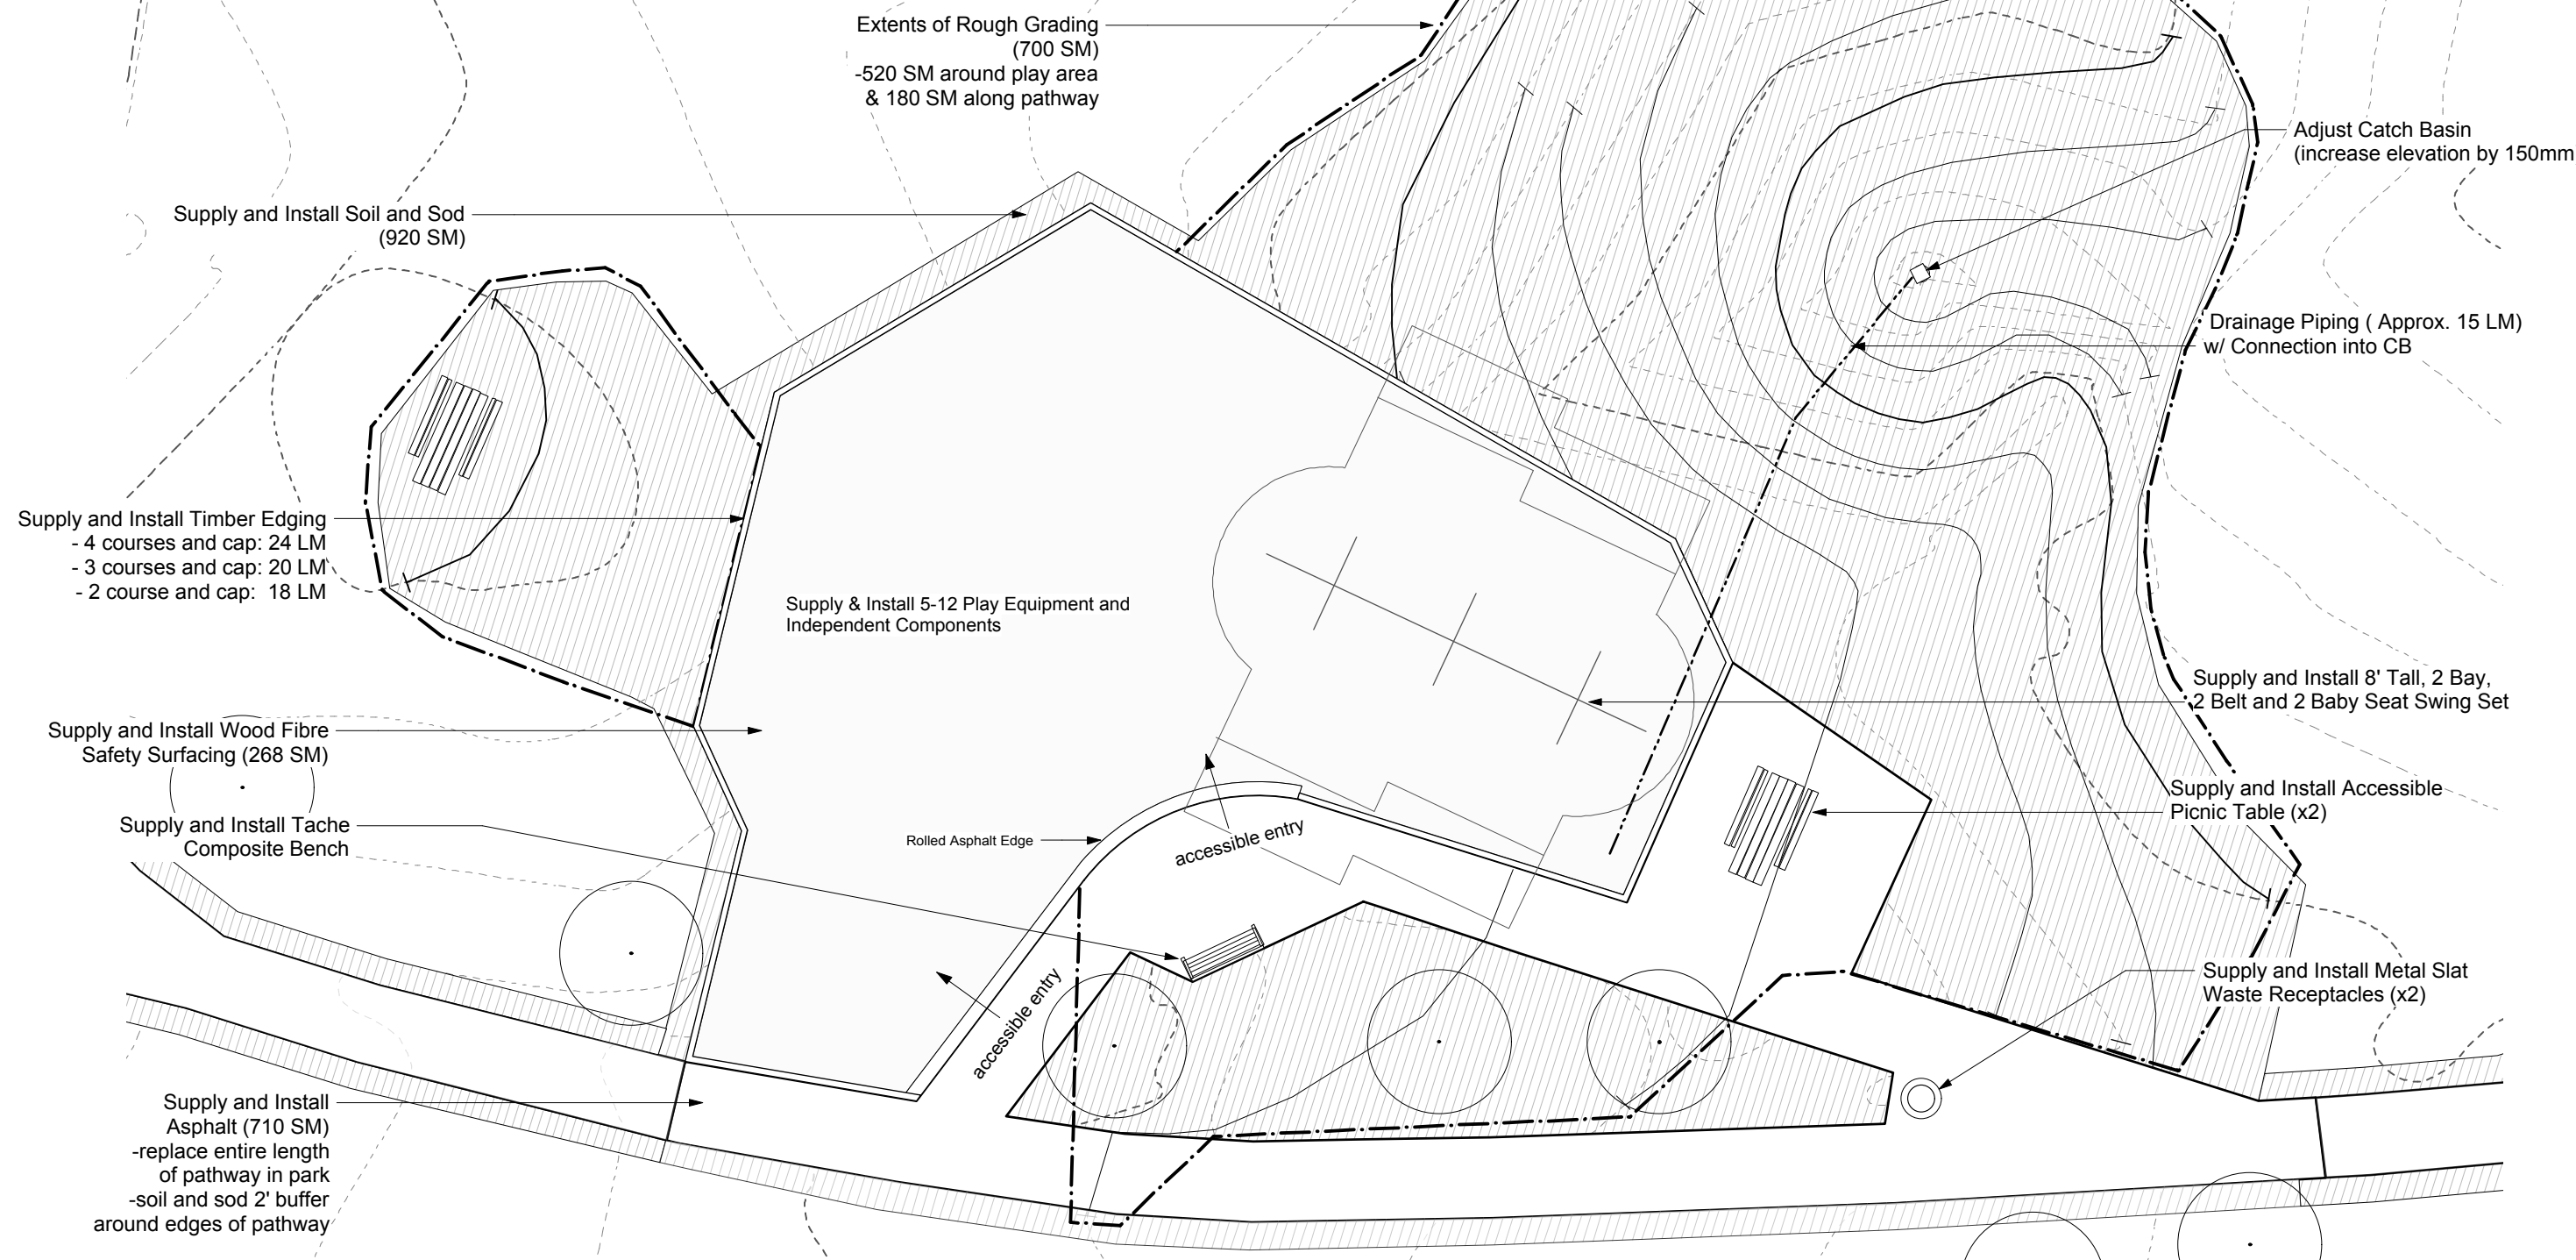 Extents of Rough Grading
(700 SM)
-520 SM around play area
& 180 SM along pathway
Adjust Catch Basin
(increase elevation by 150mm
Supply and Install Soil and Sod
(920 SM)
Drainage Piping ( Approx. 15 LM)
w/ Connection into CB
Supply and Install Timber Edging
- 4 courses and cap: 24 LM
- 3 courses and cap: 20 LM
- 2 course and cap: 18 LM
Supply & Install 5-12 Play Equipment and
Independent Components
Supply and Install 8' Tall, 2 Bay,
2 Belt and 2 Baby Seat Swing Set
Supply and Install Wood Fibre
Safety Surfacing (268 SM)
Supply and Install Accessible
Picnic Table (x2)
Supply and Install Tache
Composite Bench
Rolled Asphalt Edge
accessible entry
accessible entry
Supply and Install Metal Slat
Waste Receptacles (x2)
Supply and Install
Asphalt (710 SM)
-replace entire length
of pathway in park
-soil and sod 2' buffer
around edges of pathway